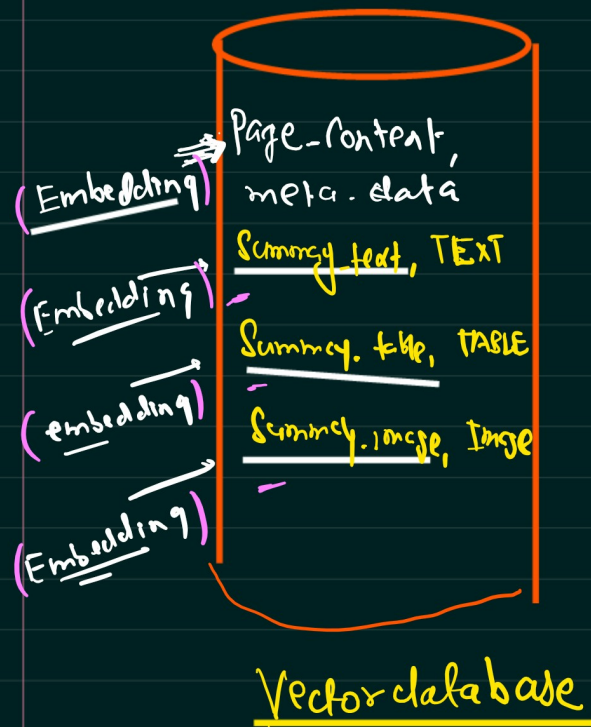 Page_Content,
(Embedding) meta.data
Summary_text, TEXT
(Embedding)
Summary.table, TABLE
(embedding)
Summary.image, Image
(Embedding)
Vector database